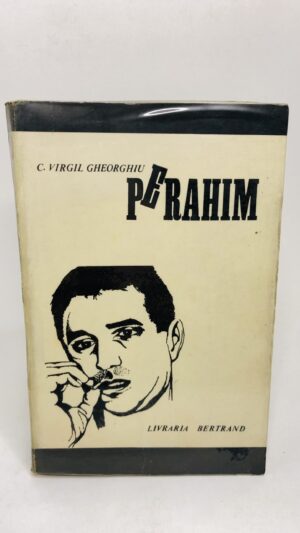 C. VIRGIL GHEORGHIU
PERAHIM
LIVRARIA BERTRAND